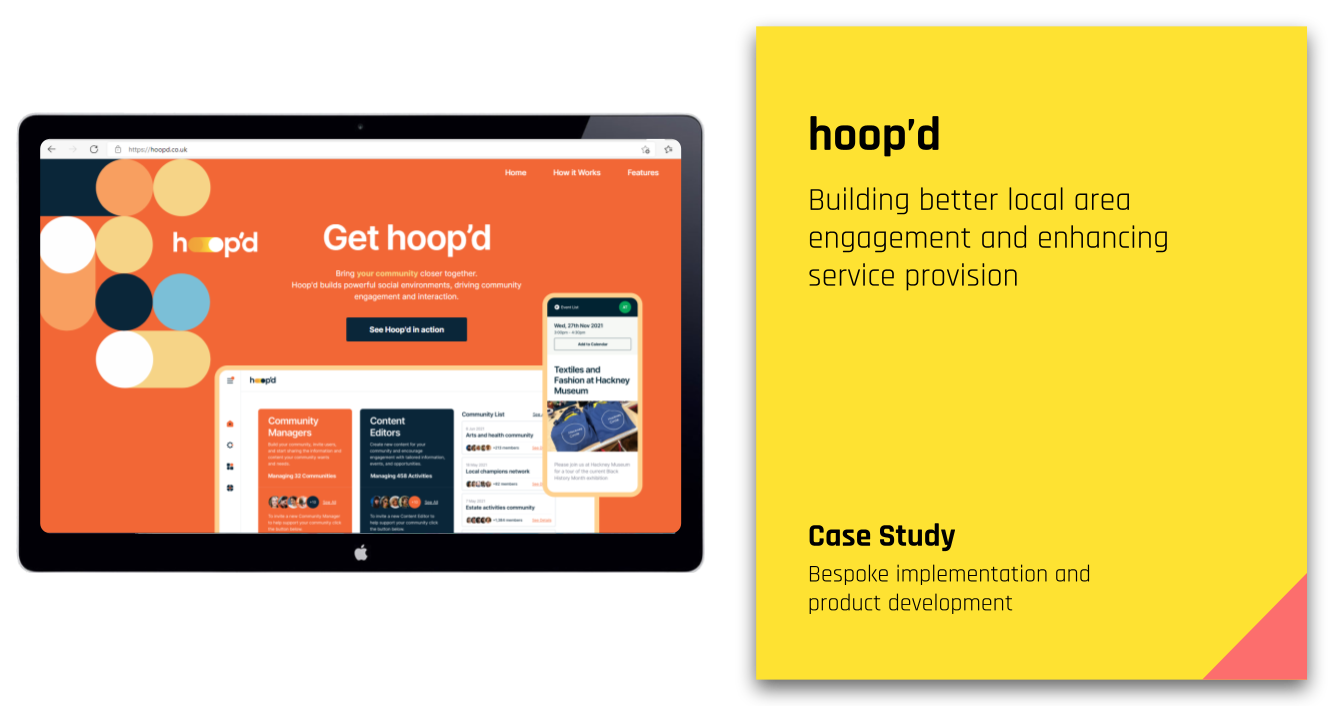 https://hoopd.co.uk
Home How it Works Features
hoop'd
Get hoop'd
Bring your community closer together.
Hoop'd builds powerful social environments, driving community
engagement and interaction.
See Hoop'd in action
hoop'd
Community
Managers
Build your community, invite users,
and start sharing the information and
content your community wants
and needs.
Managing 32 Communities
See All
To invite a new Community Manager
to help support your community click
the button below.
Content
Editors
Create new content for your
community and encourage
engagement with tailored information,
events, and opportunities.
Managing 458 Activities
See All
To invite a new Content Editor to
help support your community click
the button below.
Community List
Arts and health community
Local champions network
Estate activities community
Event List
Wed, 27th Nov 2021
Add to Calendar
Textiles and
Fashion at Hackney
Museum
Please join us at Hackney Museum
for a tour of the current Black
History Month exhibition
hoop'd
Building better local area
engagement and enhancing
service provision
Case Study
Bespoke implementation and
product development